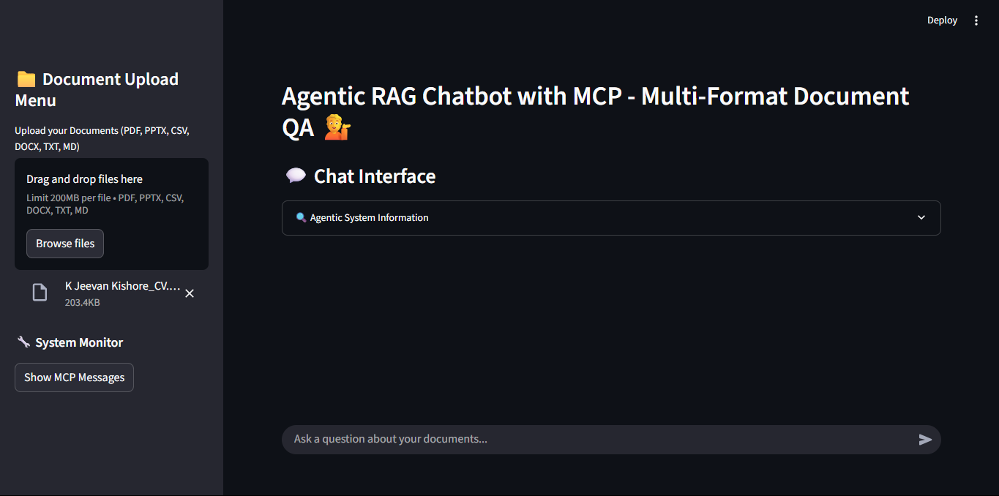 Deploy
📁 Document Upload
Menu
Upload your Documents (PDF, PPTX, CSV,
DOCX, TXT, MD)
Drag and drop files here
Limit 200MB per file • PDF, PPTX, CSV,
DOCX, TXT, MD
Browse files
K Jeevan Kishore_CV....
203.4KB
🔧 System Monitor
Show MCP Messages
Agentic RAG Chatbot with MCP - Multi-Format Document
QA 💁
💬 Chat Interface
🔍 Agentic System Information
Ask a question about your documents...